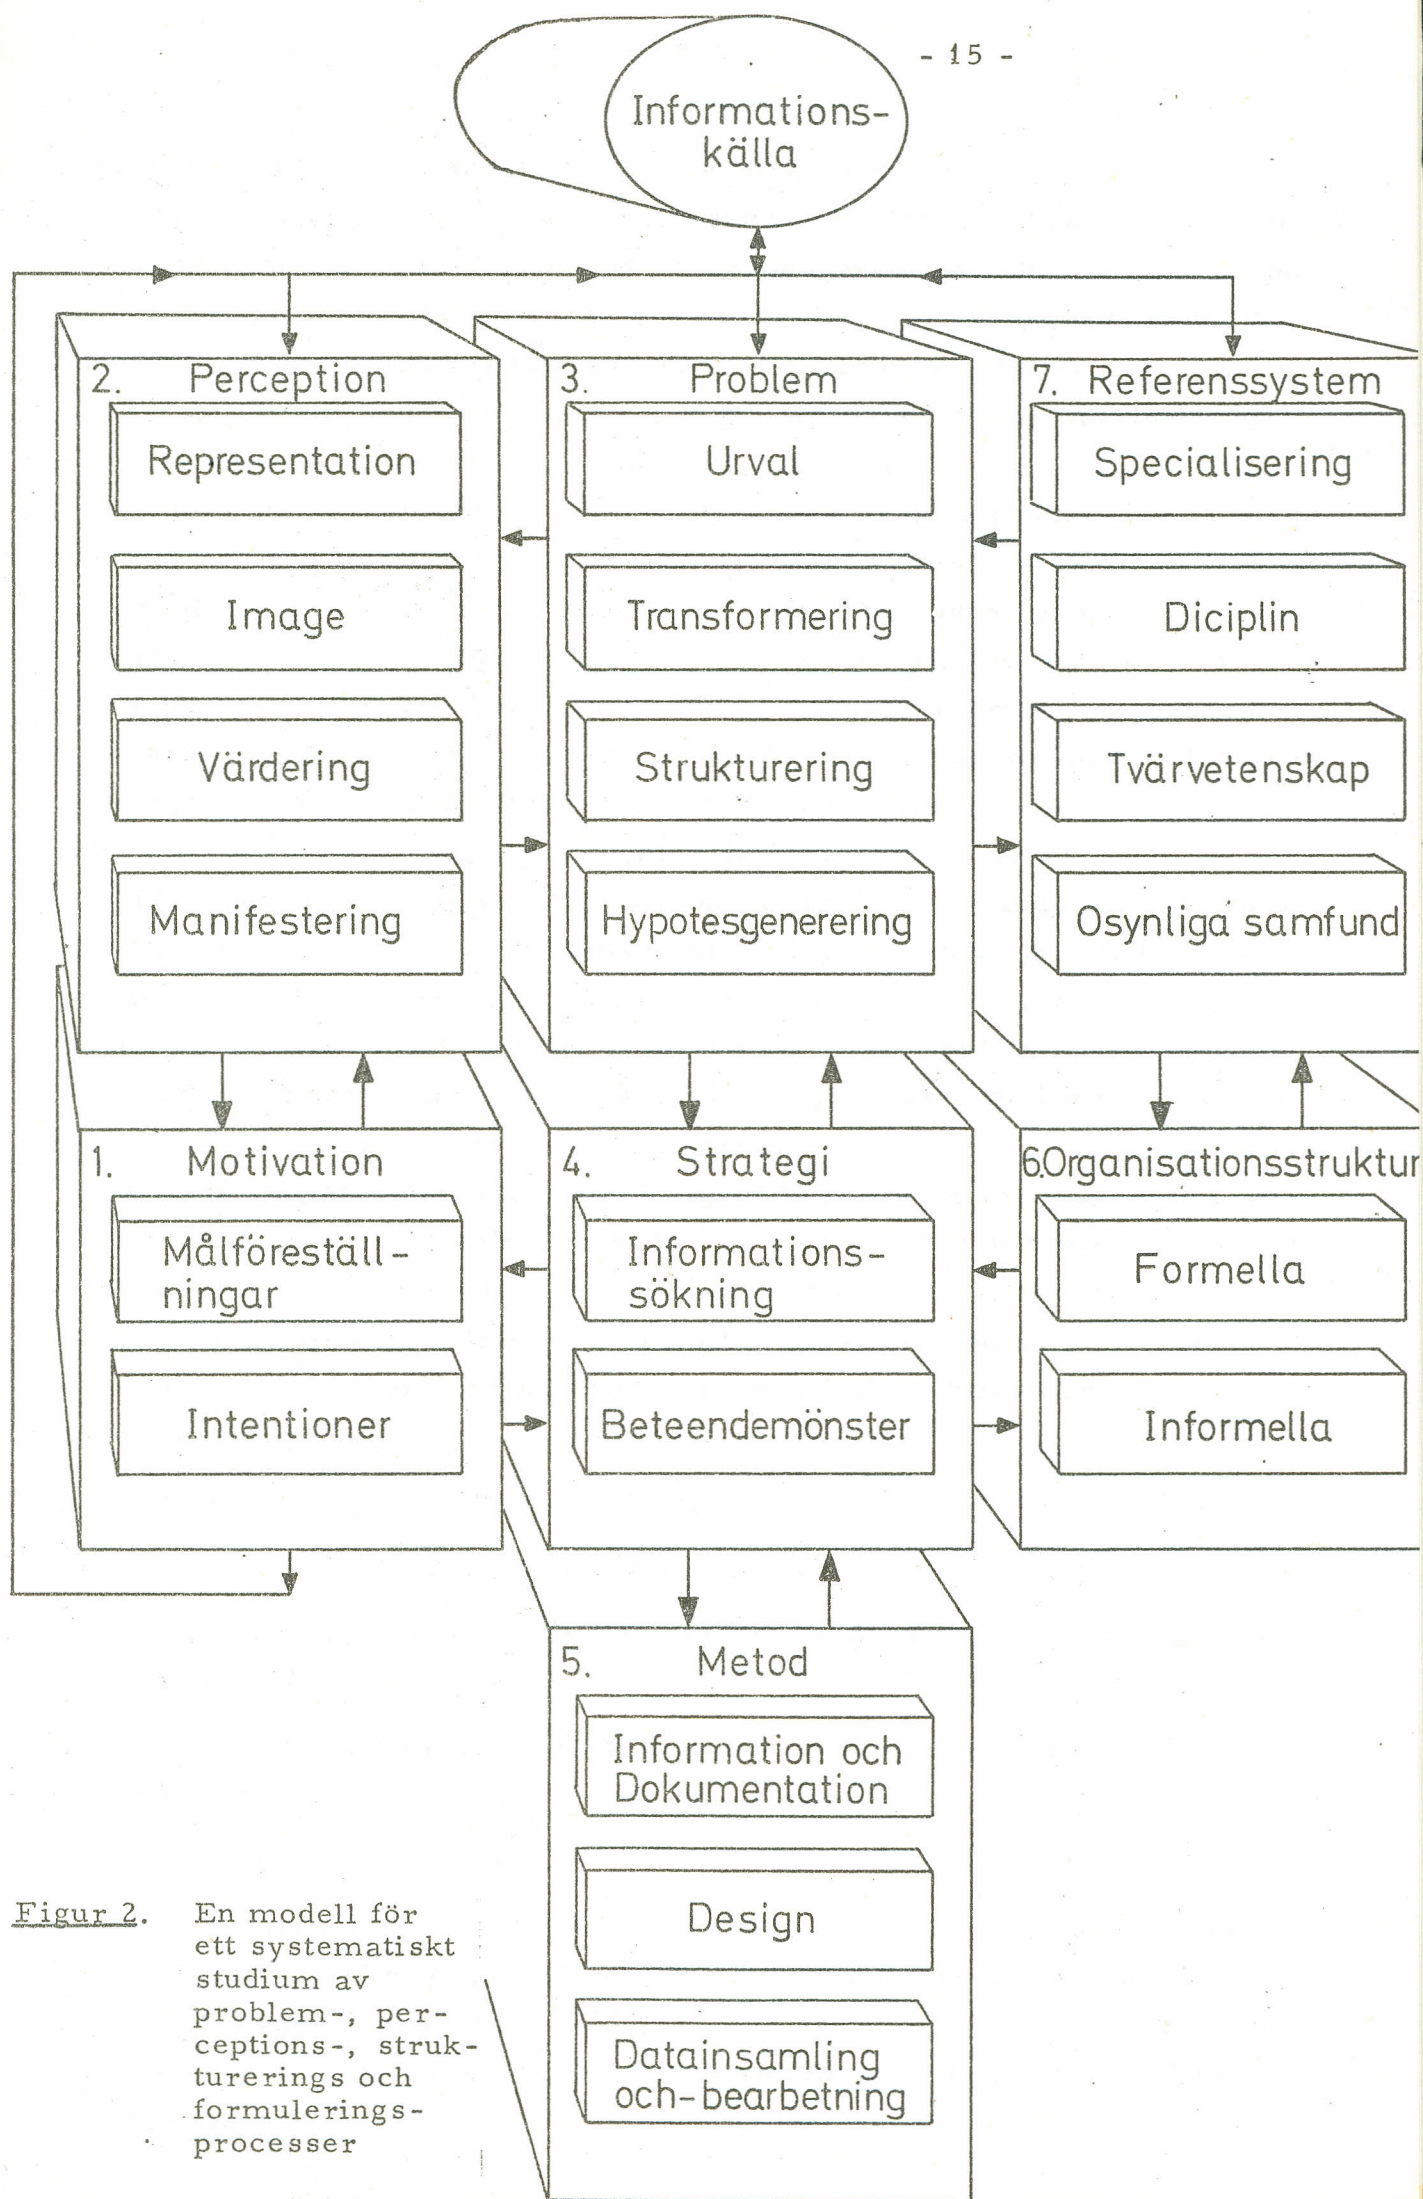 - 15 -
Informations-
källa
2. Perception
Representation
Image
Värdering
Manifestering
3. Problem
Urval
Transformering
Strukturering
Hypotesgenerering
7. Referenssystem
Specialisering
Diciplin
Tvärvetenskap
Osynliga samfund
1. Motivation
Målföreställ-
ningar
Intentioner
4. Strategi
Informations-
sökning
Beteendemönster
6. Organisationsstruktur
Formella
Informella
5. Metod
Information och
Dokumentation
Design
Datainsamling
och-bearbetning
Figur 2. En modell för
ett systematiskt
studium av
problem-, per-
ceptions-, struk-
turerings och
formulerings-
processer